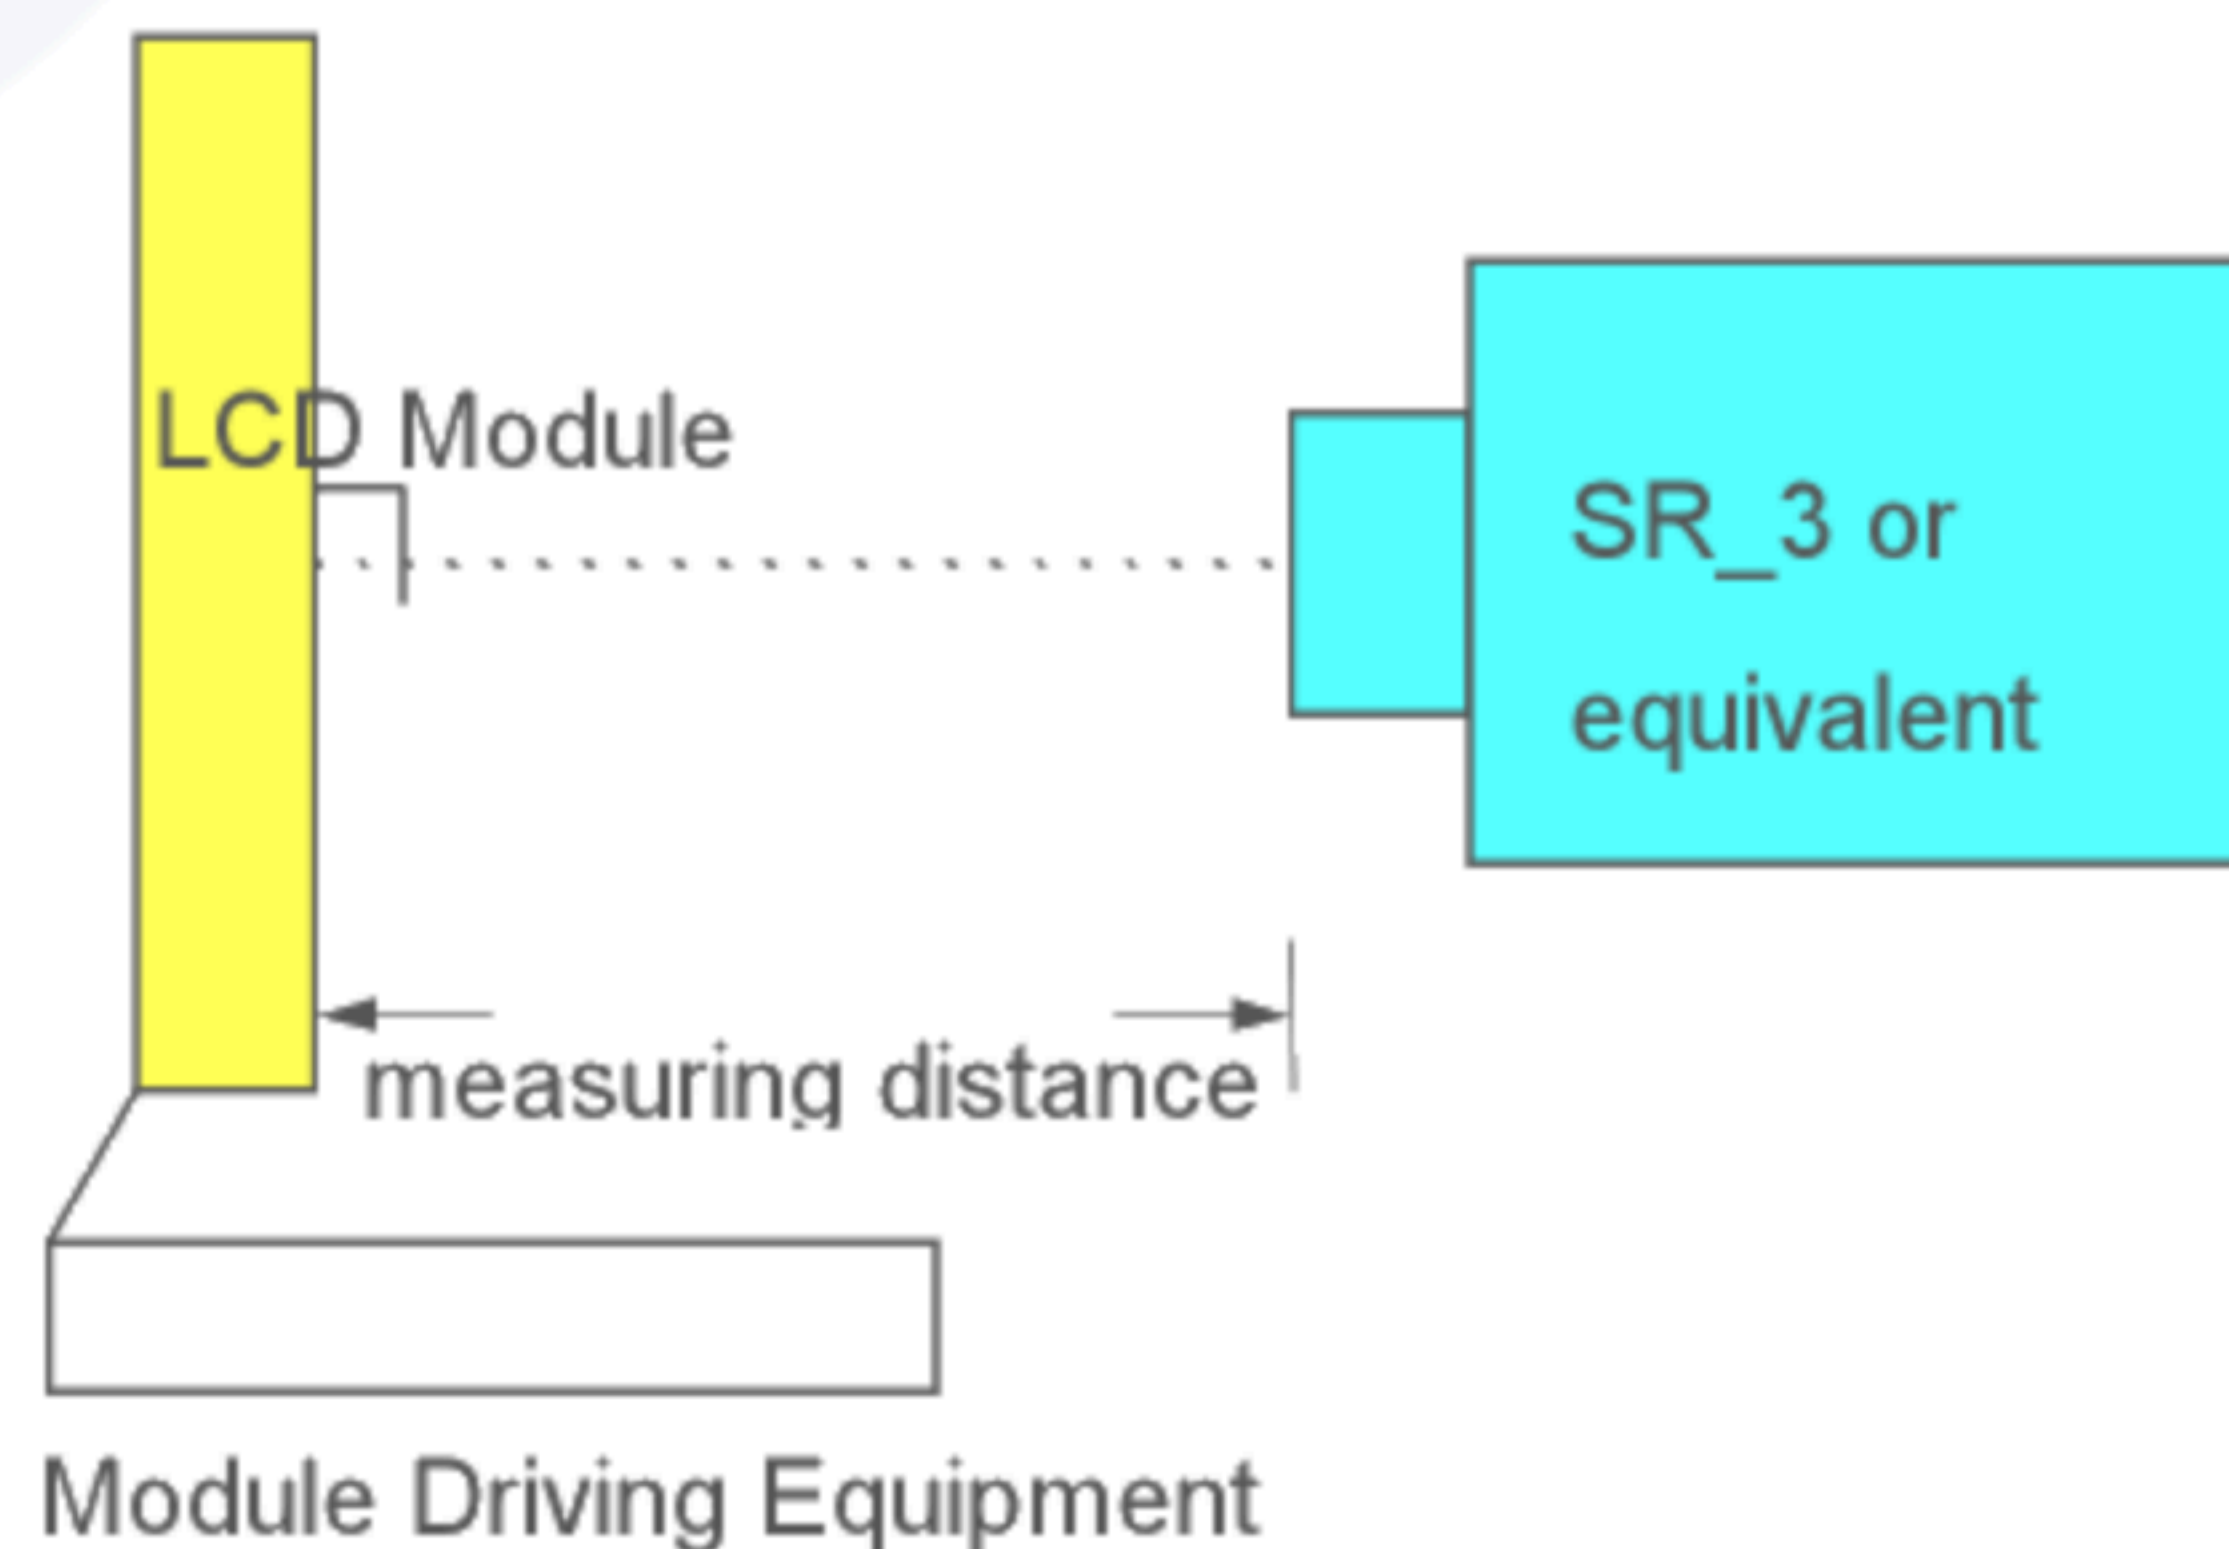 LCD Module
SR_3 or
equivalent
measuring distance
Module Driving Equipment